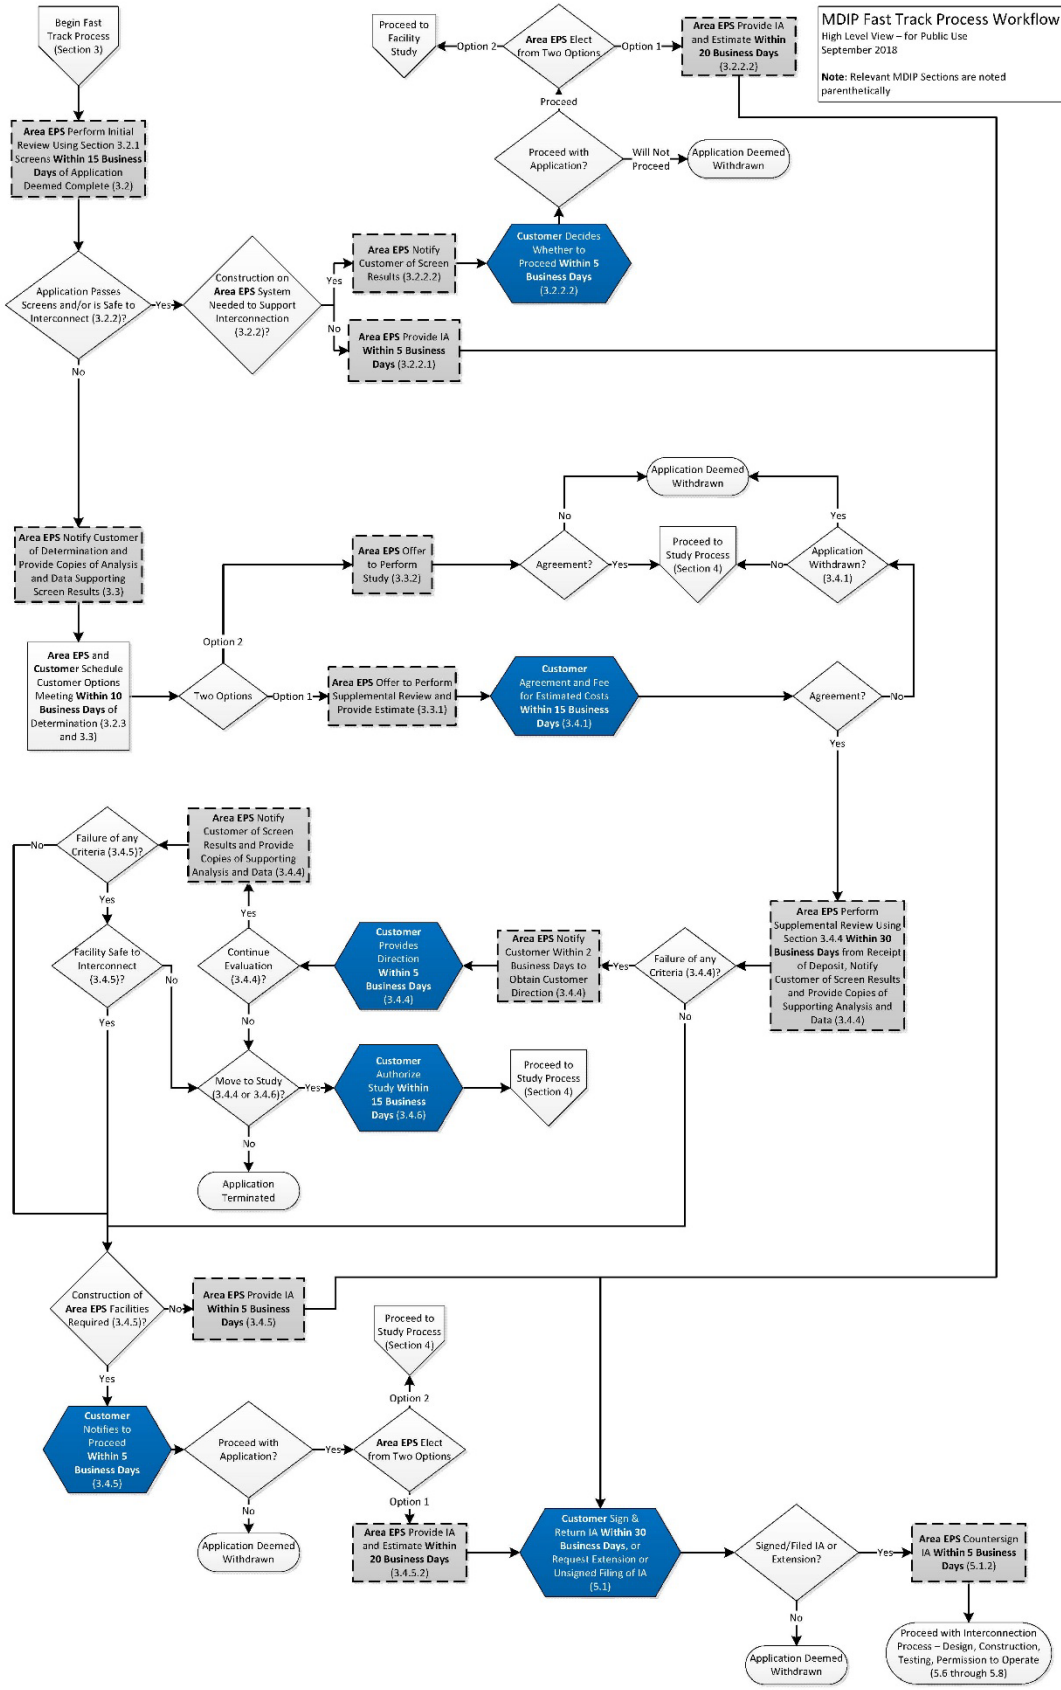 MDIP Fast Track Process Workflow
High Level View – for Public Use
September 2018
Note: Relevant MDIP Sections are noted
parenthetically
Begin Fast
Track Process
(Section 3)
Proceed to
Facility
Study
Option 2
Area EPS Elect
from Two Options
Option 1
Area EPS Provide IA
and Estimate Within
20 Business Days
(3.2.2.2)
Proceed
Area EPS Perform Initial
Review Using Section 3.2.1
Screens Within 15 Business
Days of Application
Deemed Complete (3.2)
Proceed with
Application?
Will Not
Proceed
Application Deemed
Withdrawn
Application Passes
Screens and/or is Safe to
Interconnect (3.2.2)?
Yes
Construction on
Area EPS System
Needed to Support
Interconnection
(3.2.2)?
Yes
Area EPS Notify
Customer of Screen
Results (3.2.2.2)
Customer Decides
Whether to
Proceed Within 5
Business Days
(3.2.2.2)
No
Area EPS Provide IA
Within 5 Business
Days (3.2.2.1)
No
Area EPS Notify Customer
of Determination and
Provide Copies of Analysis
and Data Supporting
Screen Results (3.3)
Application Deemed
Withdrawn
No
Yes
Area EPS Offer
to Perform
Study (3.3.2)
Agreement?
Yes
Proceed to
Study Process
(Section 4)
No
Application
Withdrawn?
(3.4.1)
Option 2
Area EPS and
Customer Schedule
Customer Options
Meeting Within 10
Business Days of
Determination (3.2.3
and 3.3)
Two Options
Option 1
Area EPS Offer to Perform
Supplemental Review and
Provide Estimate (3.3.1)
Customer
Agreement and Fee
for Estimated Costs
Within 15 Business
Days (3.4.1)
Agreement?
No
Yes
No
Failure of any
Criteria (3.4.5)?
Area EPS Notify
Customer of Screen
Results and Provide
Copies of Supporting
Analysis and Data (3.4.4)
Yes
Yes
Facility Safe to
Interconnect
(3.4.5)?
No
Continue
Evaluation
(3.4.4)?
Customer
Provides
Direction
Within 5
Business Days
(3.4.4)
Area EPS Notify
Customer Within 2
Business Days to
Obtain Customer
Direction (3.4.4)
Yes
Failure of any
Criteria (3.4.4)?
Area EPS Perform
Supplemental Review Using
Section 3.4.4 Within 30
Business Days from Receipt
of Deposit, Notify
Customer of Screen Results
and Provide Copies of
Supporting Analysis and
Data (3.4.4)
Yes
No
No
Move to Study
(3.4.4 or 3.4.6)?
Yes
Customer
Authorize
Study Within
15 Business
Days (3.4.6)
Proceed to
Study Process
(Section 4)
No
Application
Terminated
Construction of
Area EPS Facilities
Required (3.4.5)?
No
Area EPS Provide IA
Within 5 Business
Days (3.4.5)
Proceed to
Study Process
(Section 4)
Yes
Option 2
Customer
Notifies to
Proceed
Within 5
Business Days
(3.4.5)
Proceed with
Application?
Yes
Area EPS Elect
from Two Options
No
Option 1
Application Deemed
Withdrawn
Area EPS Provide IA
and Estimate Within
20 Business Days
(3.4.5.2)
Customer Sign &
Return IA Within 30
Business Days, or
Request Extension or
Unsigned Filing of IA
(5.1)
Signed/Filed IA or
Extension?
Yes
Area EPS Countersign
IA Within 5 Business
Days (5.1.2)
No
Application Deemed
Withdrawn
Proceed with Interconnection
Process – Design, Construction,
Testing, Permission to Operate
(5.6 through 5.8)